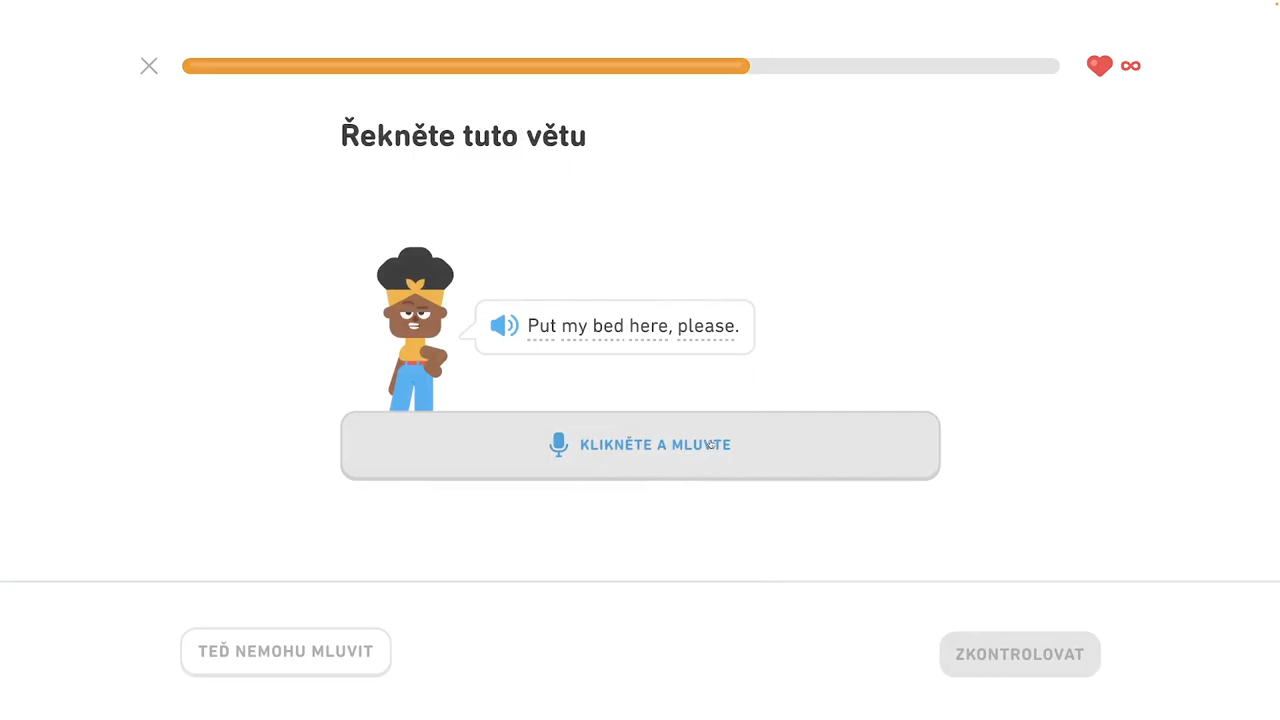 Řekněte tuto větu
Put my bed here, please.
KLIKNĚTE A MLUVTE
TEĎ NEMOHU MLUVIT
ZKONTROLOVAT